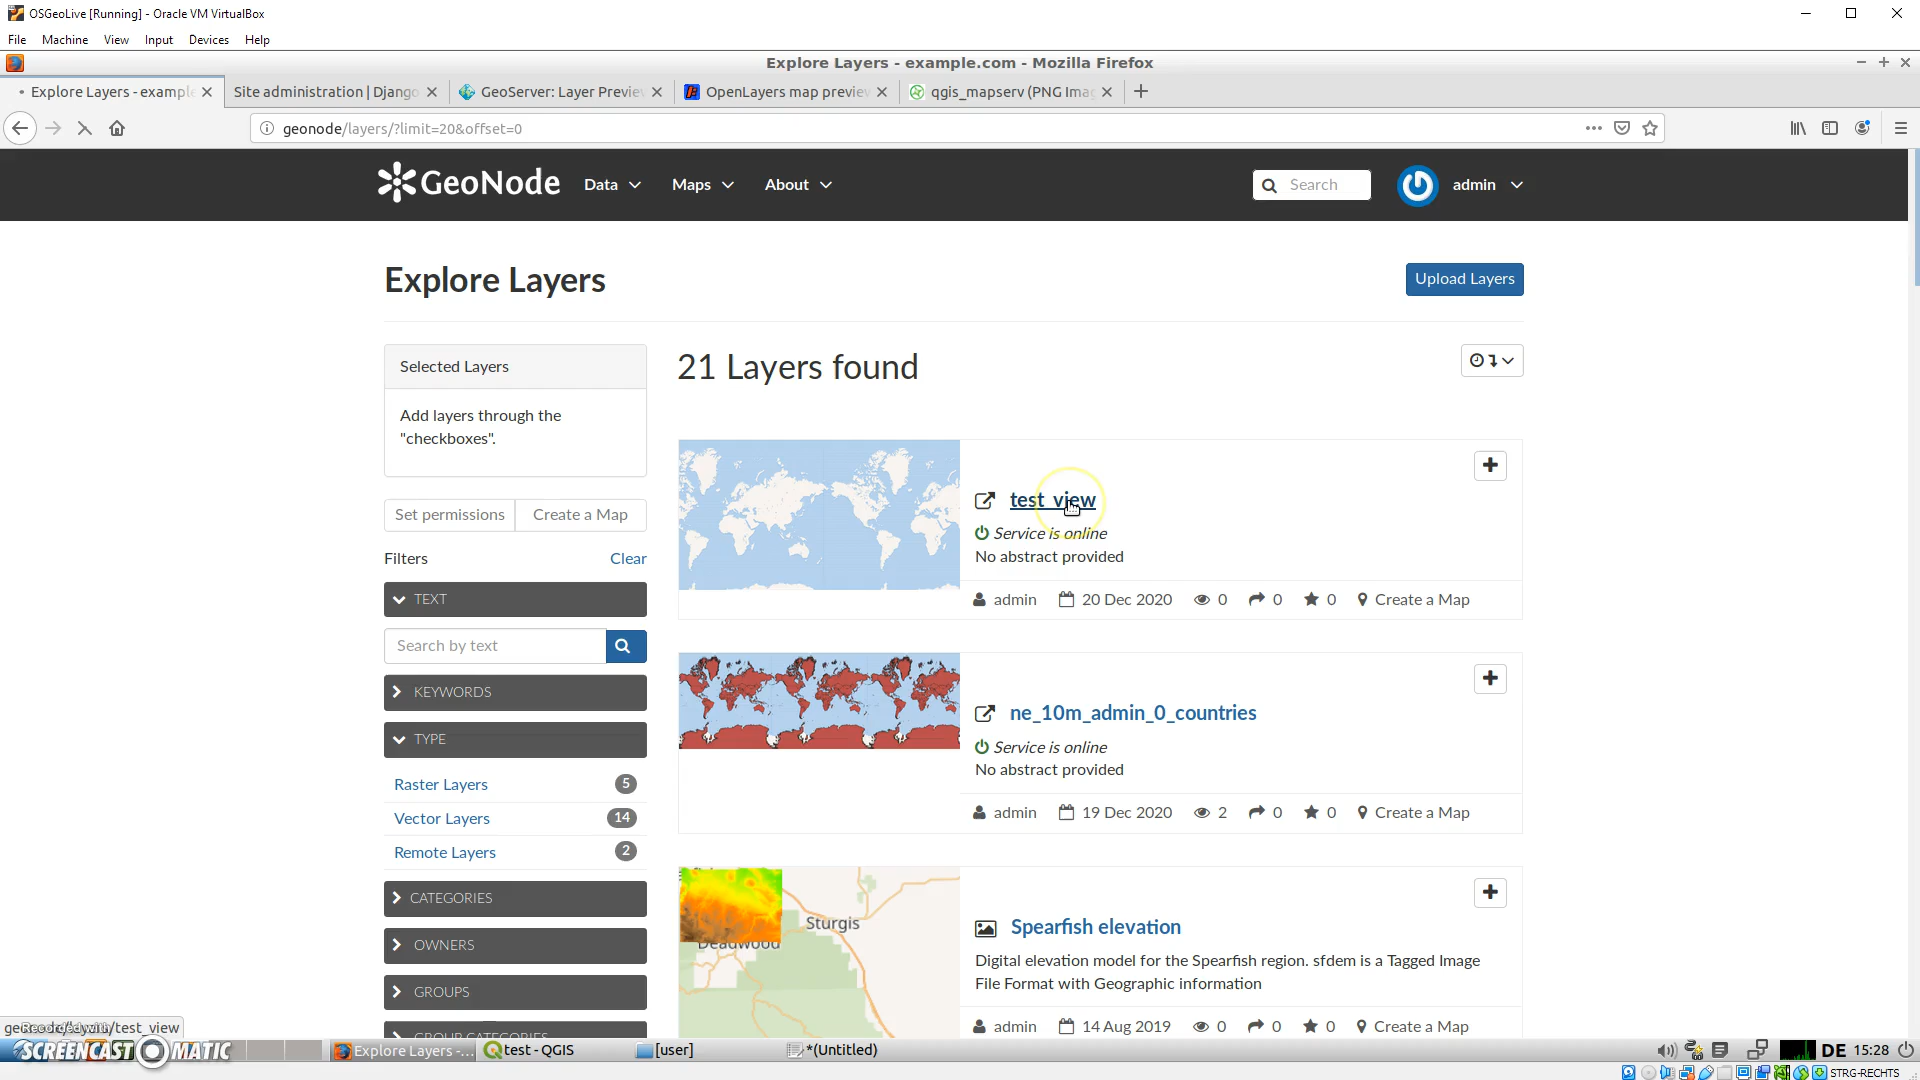 OSGeoLive [Running] - Oracle VM VirtualBox
File Machine View Input Devices Help
Explore Layers - example.com - Mozilla Firefox
Explore Layers - example
Site administration | Django
GeoServer: Layer Preview
OpenLayers map preview
qgis_mapserv (PNG Imag
geonode/layers/?limit=20&offset=0
GeoNode Data Maps About Search admin
Explore Layers
Upload Layers
Selected Layers
Add layers through the
"checkboxes".
Set permissions Create a Map
Filters Clear
TEXT
Search by text
KEYWORDS
TYPE
Raster Layers 5
Vector Layers 14
Remote Layers 2
CATEGORIES
OWNERS
GROUPS
GROUP CATEGORIES
21 Layers found
test_view
Service is online
No abstract provided
admin 20 Dec 2020 0 0 0 Create a Map
ne_10m_admin_0_countries
Service is online
No abstract provided
admin 19 Dec 2020 2 0 0 Create a Map
Sturgis
Deadwood
Spearfish elevation
Digital elevation model for the Spearfish region. sfdem is a Tagged Image
File Format with Geographic information
admin 14 Aug 2019 0 0 0 Create a Map
SCREENCAST MATIC
Explore Layers -...
test - QGIS
[user]
*(Untitled)
DE 15:28
STRG-RECHTS